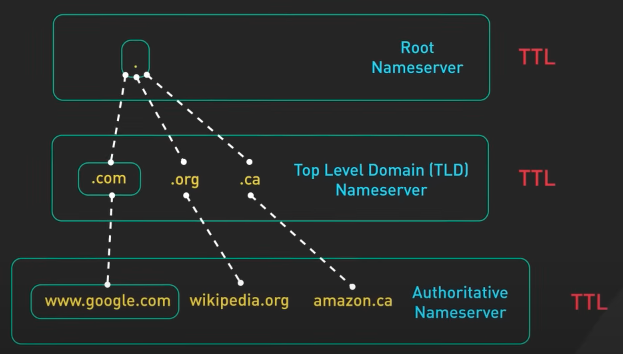 .
Root
Nameserver
TTL
.com
.org
.ca
Top Level Domain (TLD)
Nameserver
TTL
www.google.com
wikipedia.org
amazon.ca
Authoritative
Nameserver
TTL